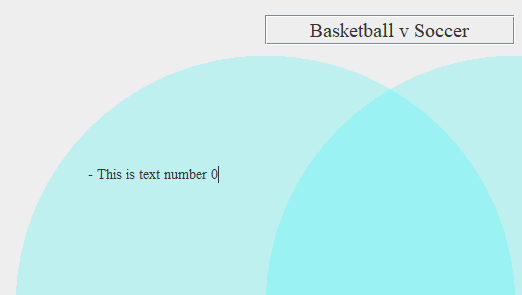 Basketball v Soccer
- This is text number 0